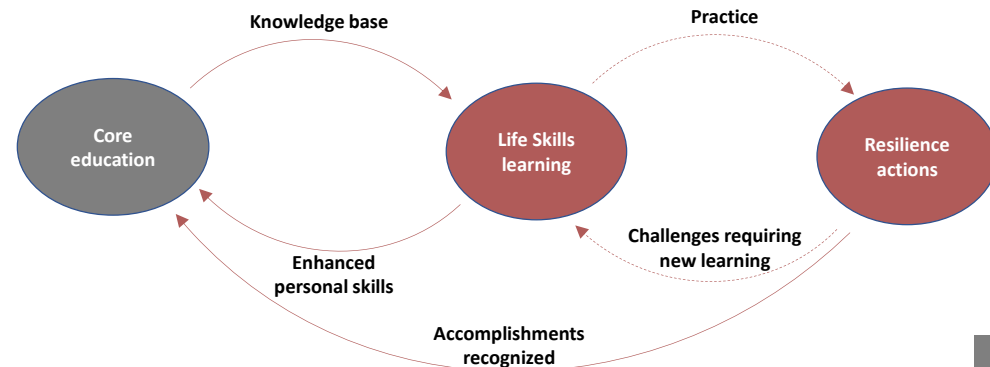 Knowledge base
Practice
Core
education
Life Skills
learning
Resilience
actions
Challenges requiring
new learning
Enhanced
personal skills
Accomplishments
recognized